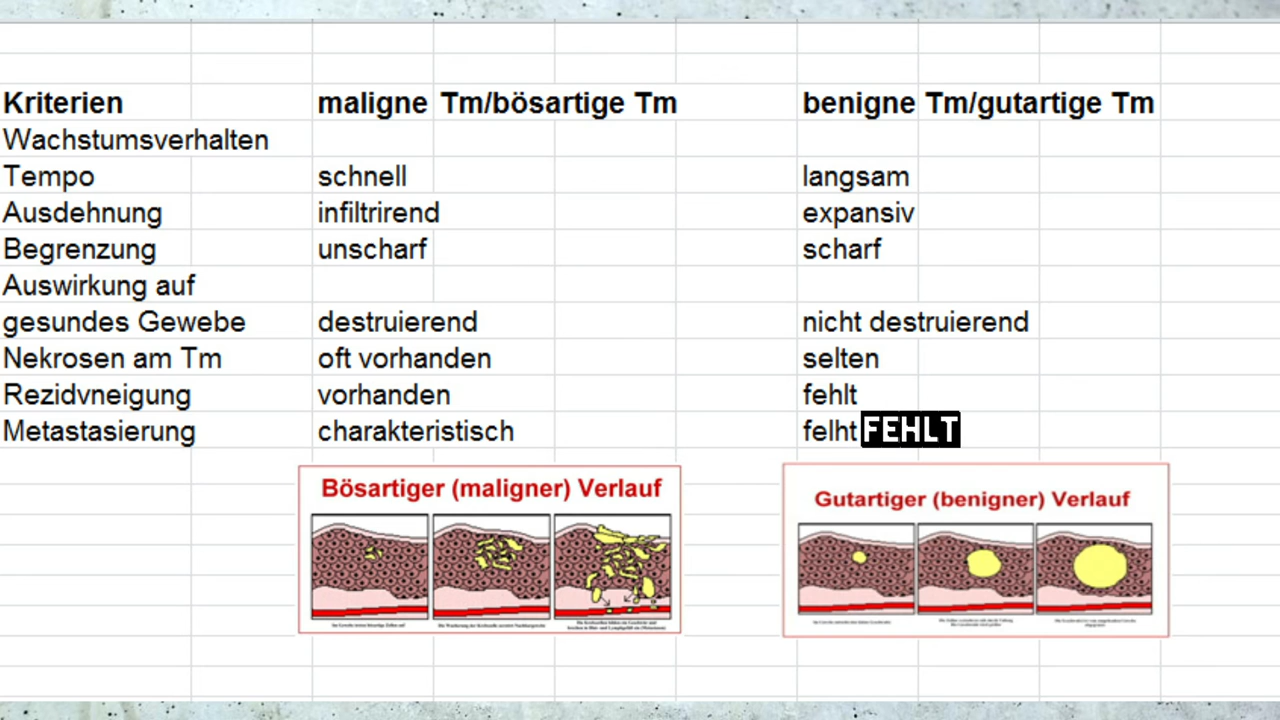 Kriterien maligne Tm/bösartige Tm benigne Tm/gutartige Tm
Wachstumsverhalten
Tempo schnell langsam
Ausdehnung infiltrirend expansiv
Begrenzung unscharf scharf
Auswirkung auf
gesundes Gewebe destruierend nicht destruierend
Nekrosen am Tm oft vorhanden selten
Rezidvneigung vorhanden fehlt
Metastasierung charakteristisch felht FEHLT
Bösartiger (maligner) Verlauf
Gutartiger (benigner) Verlauf